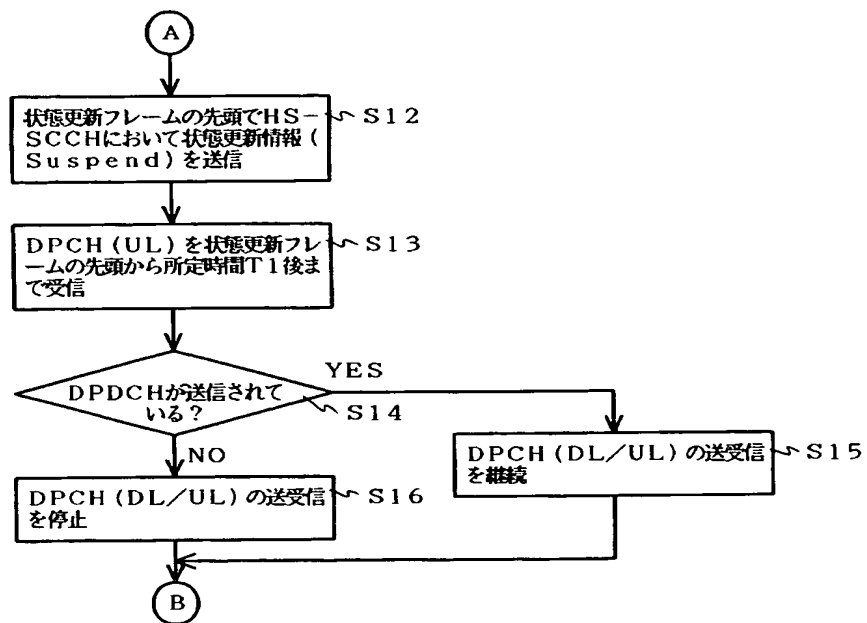 A
状態更新フレームの先頭でHS-
SCCHにおいて状態更新情報(
Suspend)を送信
S12
DPCH(UL)を状態更新フレ
ームの先頭から所定時間T1後ま
で受信
S13
DPDCHが送信されて
いる?
S14
YES
NO
DPCH(DL/UL)の送受信
を継続
S15
DPCH(DL/UL)の送受信
を停止
S16
B